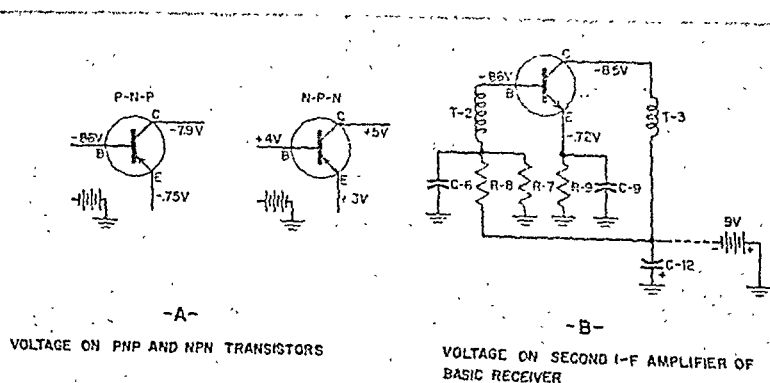 P-N-P
C
-.86V
-7.9V
B
E
-.75V
N-P-N
C
+.4V
+5V
B
E
+.3V
-A-
VOLTAGE ON PNP AND NPN TRANSISTORS
C
-.86V
-8.5V
B
E
T-2
T-3
-.72V
C-6
R-8
R-7
R-9
C-9
9V
+
C-12
+
-B-
VOLTAGE ON SECOND I-F AMPLIFIER OF
BASIC RECEIVER